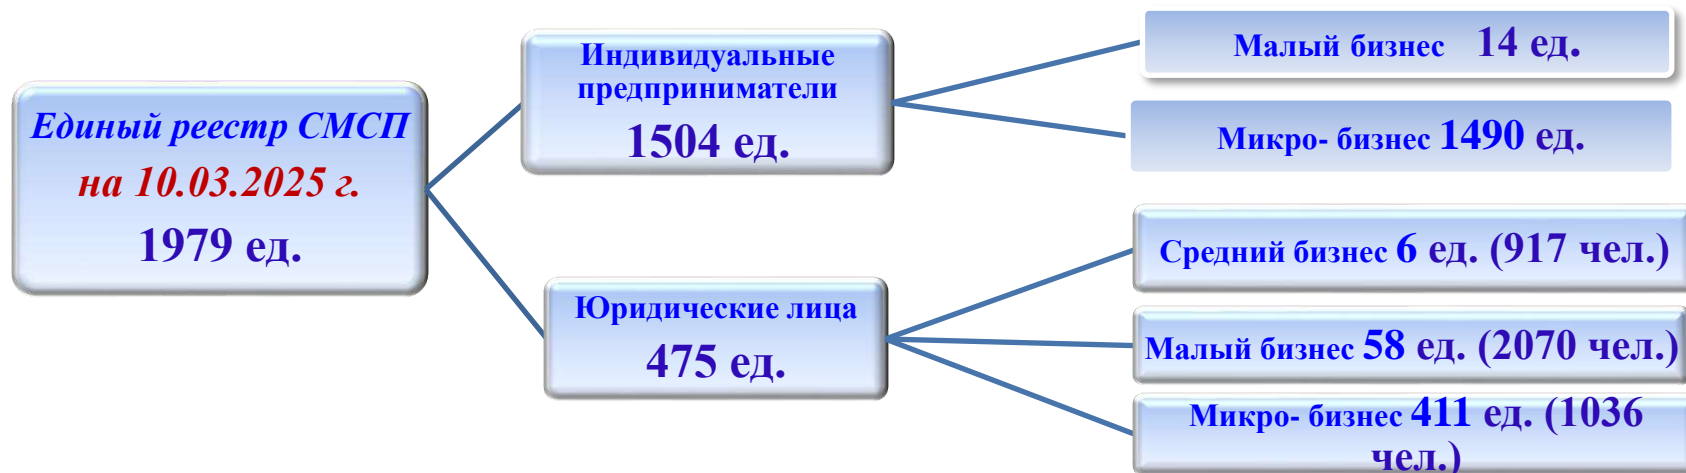 Единый реестр СМСП
на 10.03.2025 г.
1979 ед.
Индивидуальные
предприниматели
1504 ед.
Малый бизнес 14 ед.
Микро- бизнес 1490 ед.
Юридические лица
475 ед.
Средний бизнес 6 ед. (917 чел.)
Малый бизнес 58 ед. (2070 чел.)
Микро- бизнес 411 ед. (1036
чел.)